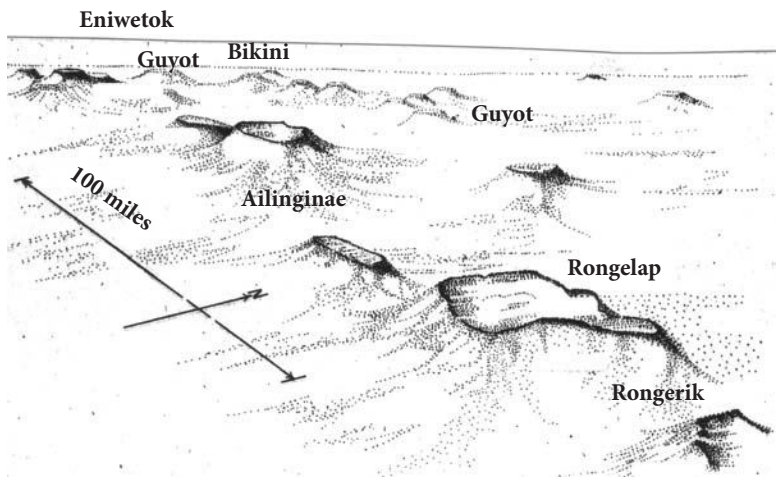 Eniwetok
Guyot
Bikini
Guyot
100 miles
Ailinginae
N
Rongelap
Rongerik